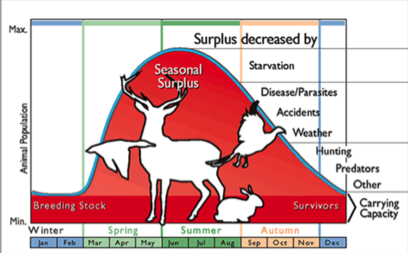 Max.
Surplus decreased by
Seasonal
Surplus
Starvation
Disease/Parasites
Accidents
Weather
Hunting
Predators
Other
Animal Population
Breeding Stock
Survivors
Carrying
Capacity
Min.
Winter Spring Summer Autumn
Jan Feb Mar Apr May Jun Jul Aug Sep Oct Nov Dec